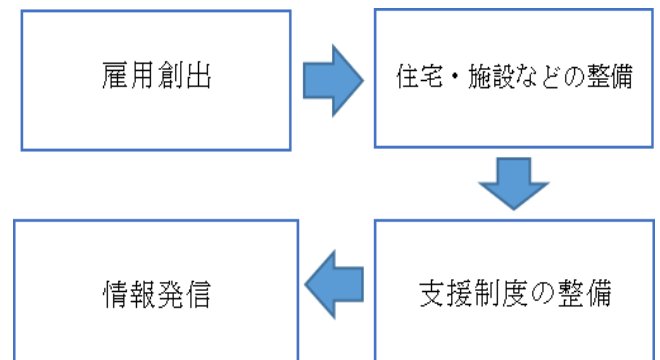 雇用創出
住宅・施設などの整備
支援制度の整備
情報発信